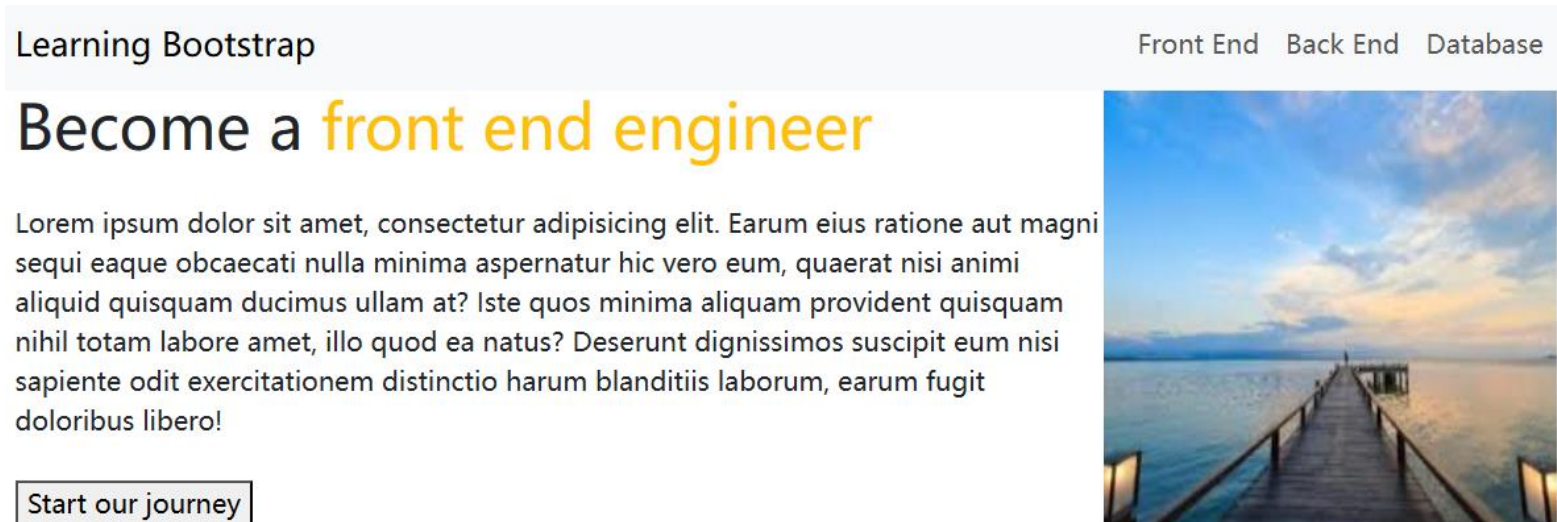 Learning Bootstrap
Front End Back End Database
Become a front end engineer
Lorem ipsum dolor sit amet, consectetur adipisicing elit. Earum eius ratione aut magni
sequi eaque obcaecati nulla minima aspernatur hic vero eum, quaerat nisi animi
aliquid quisquam ducimus ullam at? Iste quos minima aliquam provident quisquam
nihil totam labore amet, illo quod ea natus? Deserunt dignissimos suscipit eum nisi
sapiente odit exercitationem distinctio harum blanditiis laborum, earum fugit
doloribus libero!
Start our journey